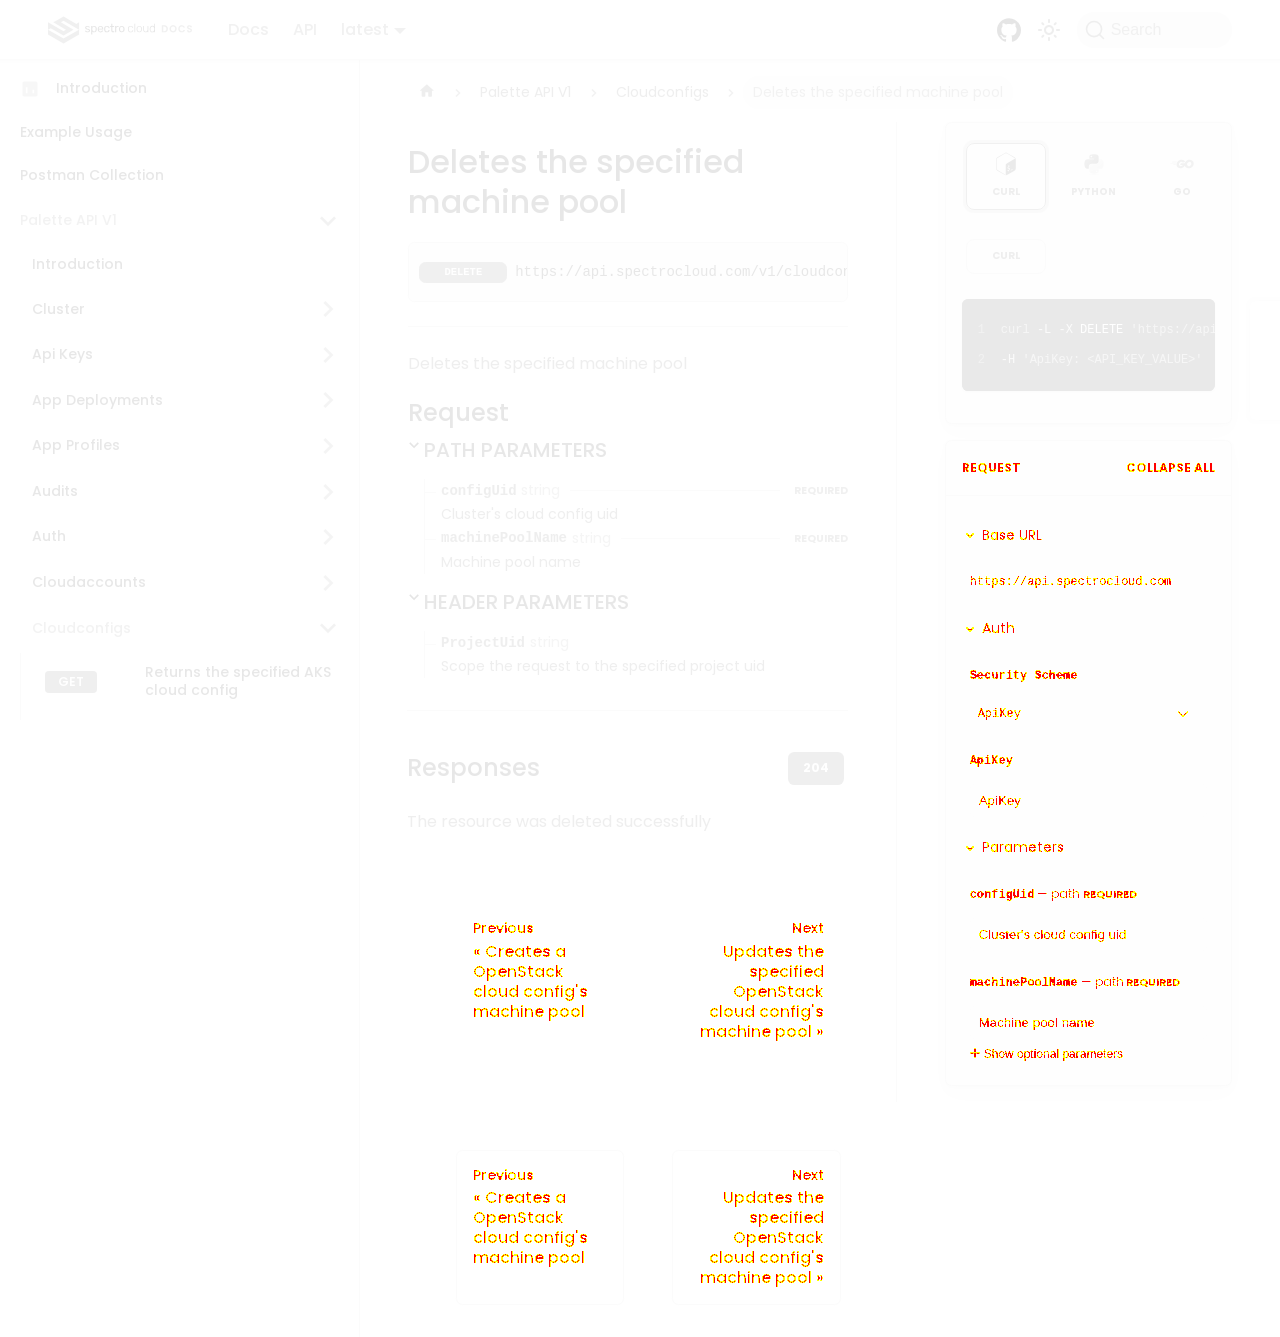 spectro cloud DOCS
Docs
API
latest
Search
Introduction
Example Usage
Postman Collection
Palette API V1
Introduction
Cluster
Api Keys
App Deployments
App Profiles
Audits
Auth
Cloudaccounts
Cloudconfigs
GET
Returns the specified AKS
cloud config
Palette API V1
Cloudconfigs
Deletes the specified machine pool
Deletes the specified
machine pool
DELETE https://api.spectrocloud.com/v1/cloudcon
Deletes the specified machine pool
Request
PATH PARAMETERS
configUid string REQUIRED
Cluster's cloud config uid
machinePoolName string REQUIRED
Machine pool name
HEADER PARAMETERS
ProjectUid string
Scope the request to the specified project uid
Responses
204
The resource was deleted successfully
Previous
« Creates a
OpenStack
cloud config's
machine pool
Next
Updates the
specified
OpenStack
cloud config's
machine pool »
Previous
« Creates a
OpenStack
cloud config's
machine pool
Next
Updates the
specified
OpenStack
cloud config's
machine pool »
CURL
PYTHON
GO
CURL
1 curl -L -X DELETE 'https://api
2 -H 'ApiKey: <API_KEY_VALUE>'
REQUEST
COLLAPSE ALL
Base URL
https://api.spectrocloud.com
Auth
Security Scheme
ApiKey
ApiKey
ApiKey
Parameters
configUid — path REQUIRED
Cluster's cloud config uid
machinePoolName — path REQUIRED
Machine pool name
+ Show optional parameters